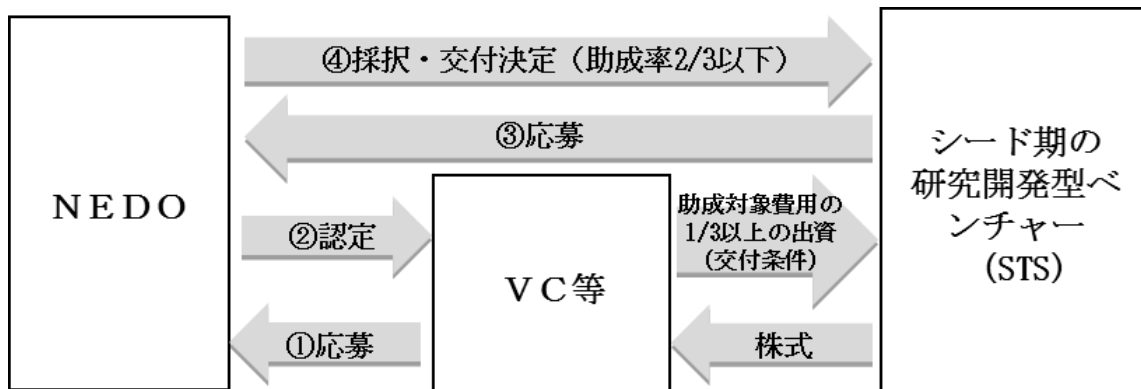 ④採択・交付決定（助成率2/3以下）
③応募
NEDO
②認定
①応募
VC等
助成対象費用の
1/3以上の出資
(交付条件)
株式
シード期の
研究開発型ベ
ンチャー
(STS)